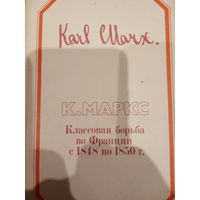 Karl Marx.
К. МАРКС
Классовая борьба
во Франции
с 1848 по 1850 г.